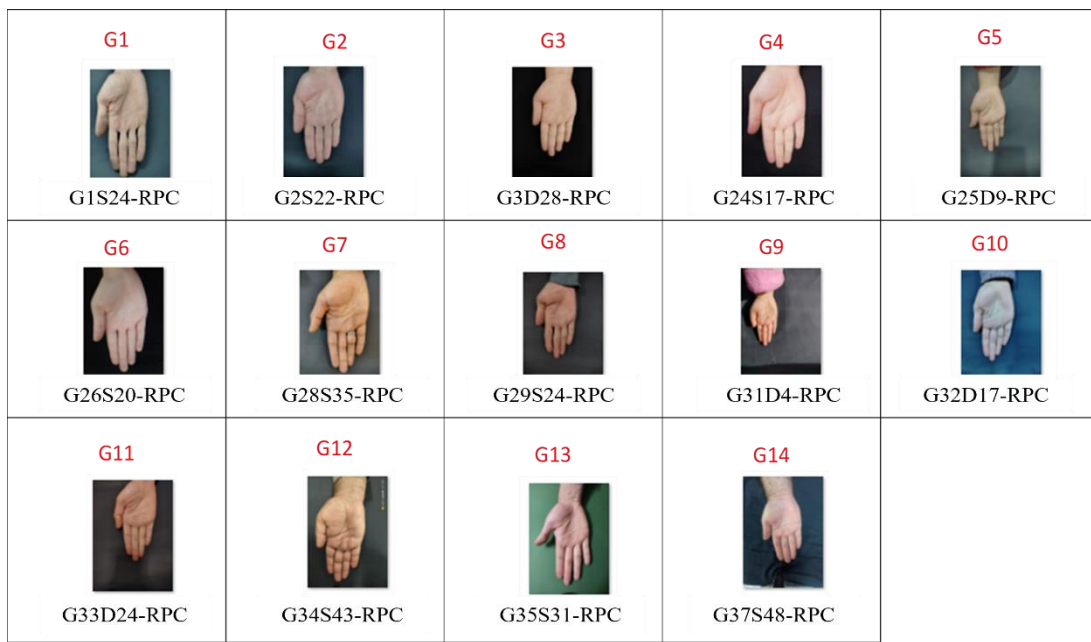 G1
G2
G3
G4
G5
G1S24-RPC
G2S22-RPC
G3D28-RPC
G24S17-RPC
G25D9-RPC
G6
G7
G8
G9
G10
G26S20-RPC
G28S35-RPC
G29S24-RPC
G31D4-RPC
G32D17-RPC
G11
G12
G13
G14
G33D24-RPC
G34S43-RPC
G35S31-RPC
G37S48-RPC